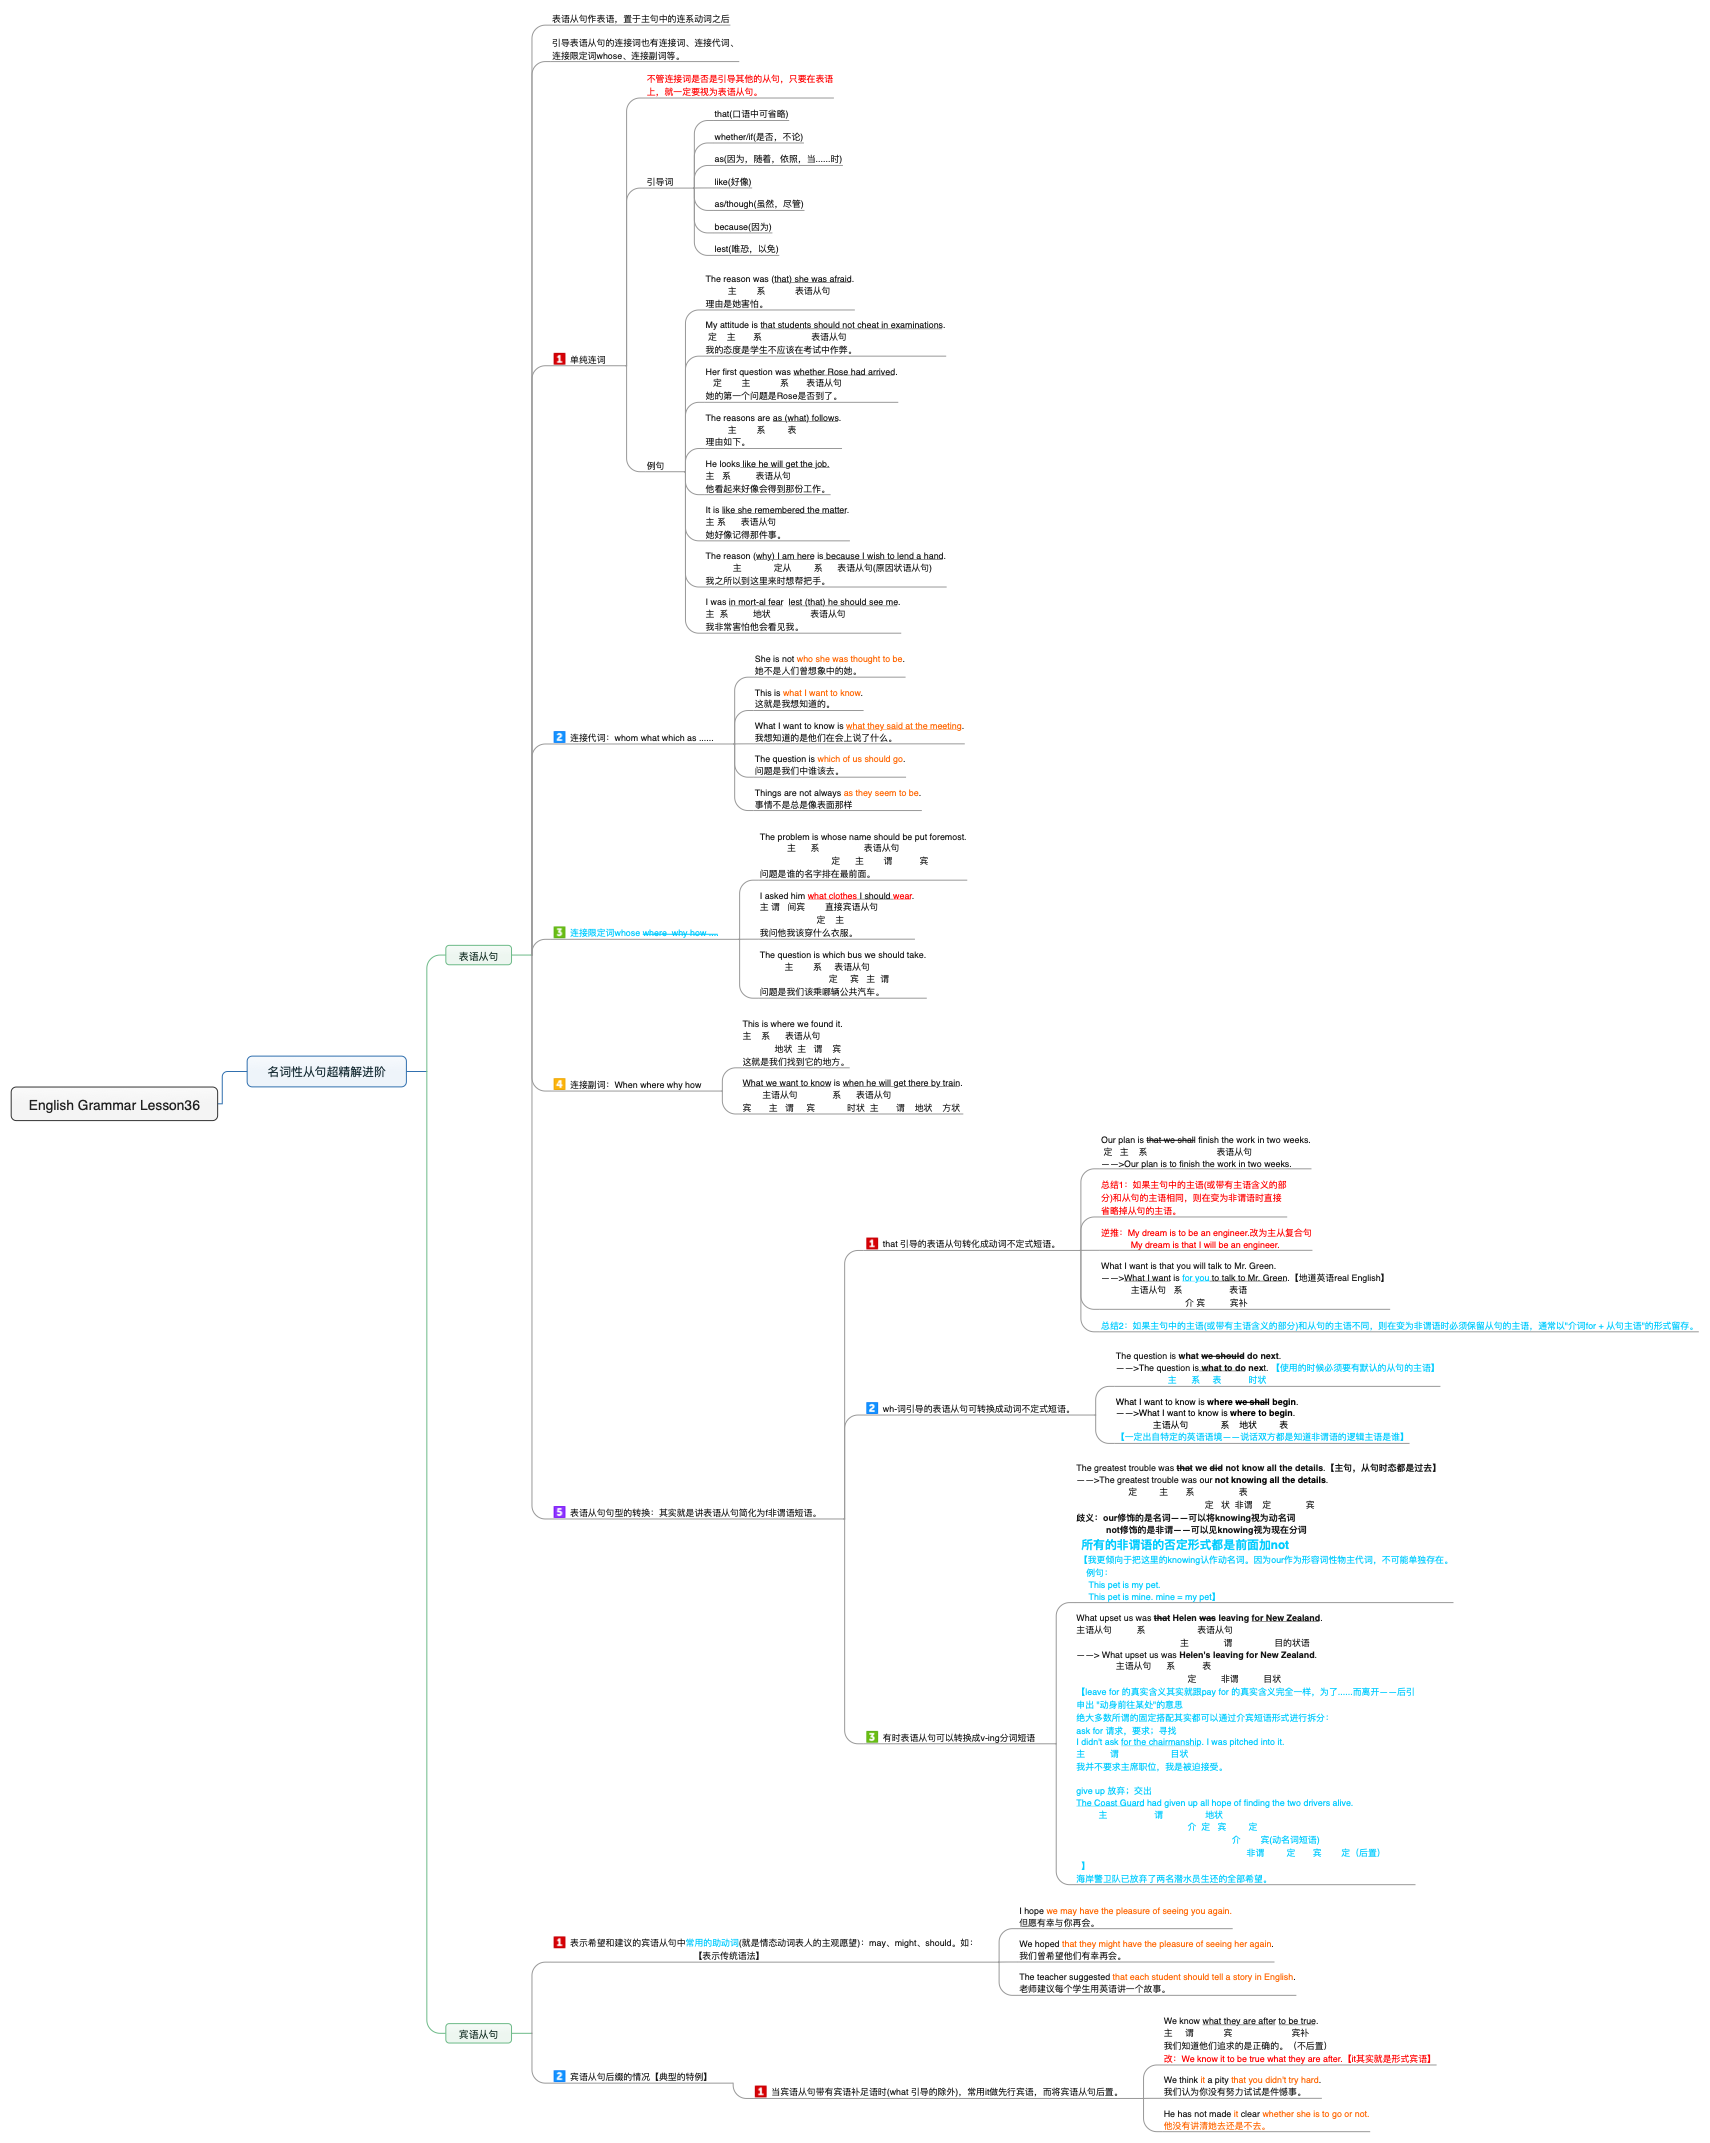 English Grammar Lesson36
名词性从句超精解进阶
表语从句
表语从句作表语，置于主句中的连系动词之后
引导表语从句的连接词也有连接词、连接代词、
连接限定词whose、连接副词等。
1 单纯连词
不管连接词是否是引导其他的从句，只要在表语
上，就一定要视为表语从句。
引导词
that(口语中可省略)
whether/if(是否，不论)
as(因为，随着，依照，当......时)
like(好像)
as/though(虽然，尽管)
because(因为)
lest(唯恐，以免)
例句
The reason was (that) she was afraid.
主 系 表语从句
理由是她害怕。
My attitude is that students should not cheat in examinations.
定 主 系 表语从句
我的态度是学生不应该在考试中作弊。
Her first question was whether Rose had arrived.
定 主 系 表语从句
她的第一个问题是Rose是否到了。
The reasons are as (what) follows.
主 系 表
理由如下。
He looks like he will get the job.
主 系 表语从句
他看起来好像会得到那份工作。
It is like she remembered the matter.
主 系 表语从句
她好像记得那件事。
The reason (why) I am here is because I wish to lend a hand.
主 定从 系 表语从句(原因状语从句)
我之所以到这里来时想帮把手。
I was in mort-al fear lest (that) he should see me.
主 系 地状 表语从句
我非常害怕他会看见我。
2 连接代词：whom what which as ......
She is not who she was thought to be.
她不是人们曾想象中的她。
This is what I want to know.
这就是我想知道的。
What I want to know is what they said at the meeting.
我想知道的是他们在会上说了什么。
The question is which of us should go.
问题是我们中谁该去。
Things are not always as they seem to be.
事情不是总是像表面那样
3 连接限定词whose where why how ....
The problem is whose name should be put foremost.
主 系 表语从句
定 主 谓 宾
问题是谁的名字排在最前面。
I asked him what clothes I should wear.
主 谓 间宾 直接宾语从句
定 主
我问他我该穿什么衣服。
The question is which bus we should take.
主 系 表语从句
定 宾 主 谓
问题是我们该乘哪辆公共汽车。
4 连接副词：When where why how
This is where we found it.
主 系 表语从句
地状 主 谓 宾
这就是我们找到它的地方。
What we want to know is when he will get there by train.
主语从句 系 表语从句
宾 主 谓 宾 时状 主 谓 地状 方状
5 表语从句句型的转换：其实就是讲表语从句简化为f非谓语短语。
1 that 引导的表语从句转化成动词不定式短语。
Our plan is that we shall finish the work in two weeks.
定 主 系 表语从句
——>Our plan is to finish the work in two weeks.
总结1：如果主句中的主语(或带有主语含义的部
分)和从句的主语相同，则在变为非谓语时直接
省略掉从句的主语。
逆推：My dream is to be an engineer.改为主从复合句
My dream is that I will be an engineer.
What I want is that you will talk to Mr. Green.
——>What I want is for you to talk to Mr. Green.【地道英语real English】
主语从句 系 表语
介 宾 宾补
总结2：如果主句中的主语(或带有主语含义的部分)和从句的主语不同，则在变为非谓语时必须保留从句的主语，通常以"介词for + 从句主语"的形式留存。
2 wh-词引导的表语从句可转换成动词不定式短语。
The question is what we should do next.
——>The question is what to do next.【使用的时候必须要有默认的从句的主语】
主 系 表 时状
What I want to know is where we shall begin.
——>What I want to know is where to begin.
主语从句 系 地状 表
【一定出自特定的英语语境——说话双方都是知道非谓语的逻辑主语是谁】
3 有时表语从句可以转换成v-ing分词短语
The greatest trouble was that we did not know all the details.【主句，从句时态都是过去】
——>The greatest trouble was our not knowing all the details.
定 主 系 表
定 状 非谓 定 宾
歧义：our修饰的是名词——可以将knowing视为动名词
not修饰的是非谓——可以见knowing视为现在分词
所有的非谓语的否定形式都是前面加not
【我更倾向于把这里的knowing认作动名词，因为our作为形容词性物主代词，不可能单独存在。
例句：
This pet is my pet.
This pet is mine. mine = my pet】
What upset us was that Helen was leaving for New Zealand.
主语从句 系 表语从句
主 谓 目的状语
——> What upset us was Helen's leaving for New Zealand.
主语从句 系 表
定 非谓 目状
【leave for 的真实含义其实就跟pay for 的真实含义完全一样，为了......而离开——后引
申出 "动身前往某处"的意思
绝大多数所谓的固定搭配其实都可以通过介宾短语形式进行拆分：
ask for 请求，要求；寻找
I didn't ask for the chairmanship. I was pitched into it.
主 谓 目状
我并不要求主席职位，我是被迫接受。
give up 放弃；交出
The Coast Guard had given up all hope of finding the two drivers alive.
主 谓 地状
介 定 宾 定
介 宾(动名词短语)
非谓 定 宾 定（后置）
】
海岸警卫队已放弃了两名潜水员生还的全部希望。
宾语从句
1 表示希望和建议的宾语从句中常用的助动词(就是情态动词表人的主观愿望)：may、might、should。如：
【表示传统语法】
I hope we may have the pleasure of seeing you again.
但愿有幸与你再会。
We hoped that they might have the pleasure of seeing her again.
我们曾希望他们有幸再会。
The teacher suggested that each student should tell a story in English.
老师建议每个学生用英语讲一个故事。
2 宾语从句后缀的情况【典型的特例】
1 当宾语从句带有宾语补足语时(what 引导的除外)，常用it做先行宾语，而将宾语从句后置。
We know what they are after to be true.
主 谓 宾 宾补
我们知道他们追求的是正确的。（不后置）
改：We know it to be true what they are after.【it其实就是形式宾语】
We think it a pity that you didn't try hard.
我们认为你没有努力试试是件憾事。
He has not made it clear whether she is to go or not.
他没有讲清她去还是不去。